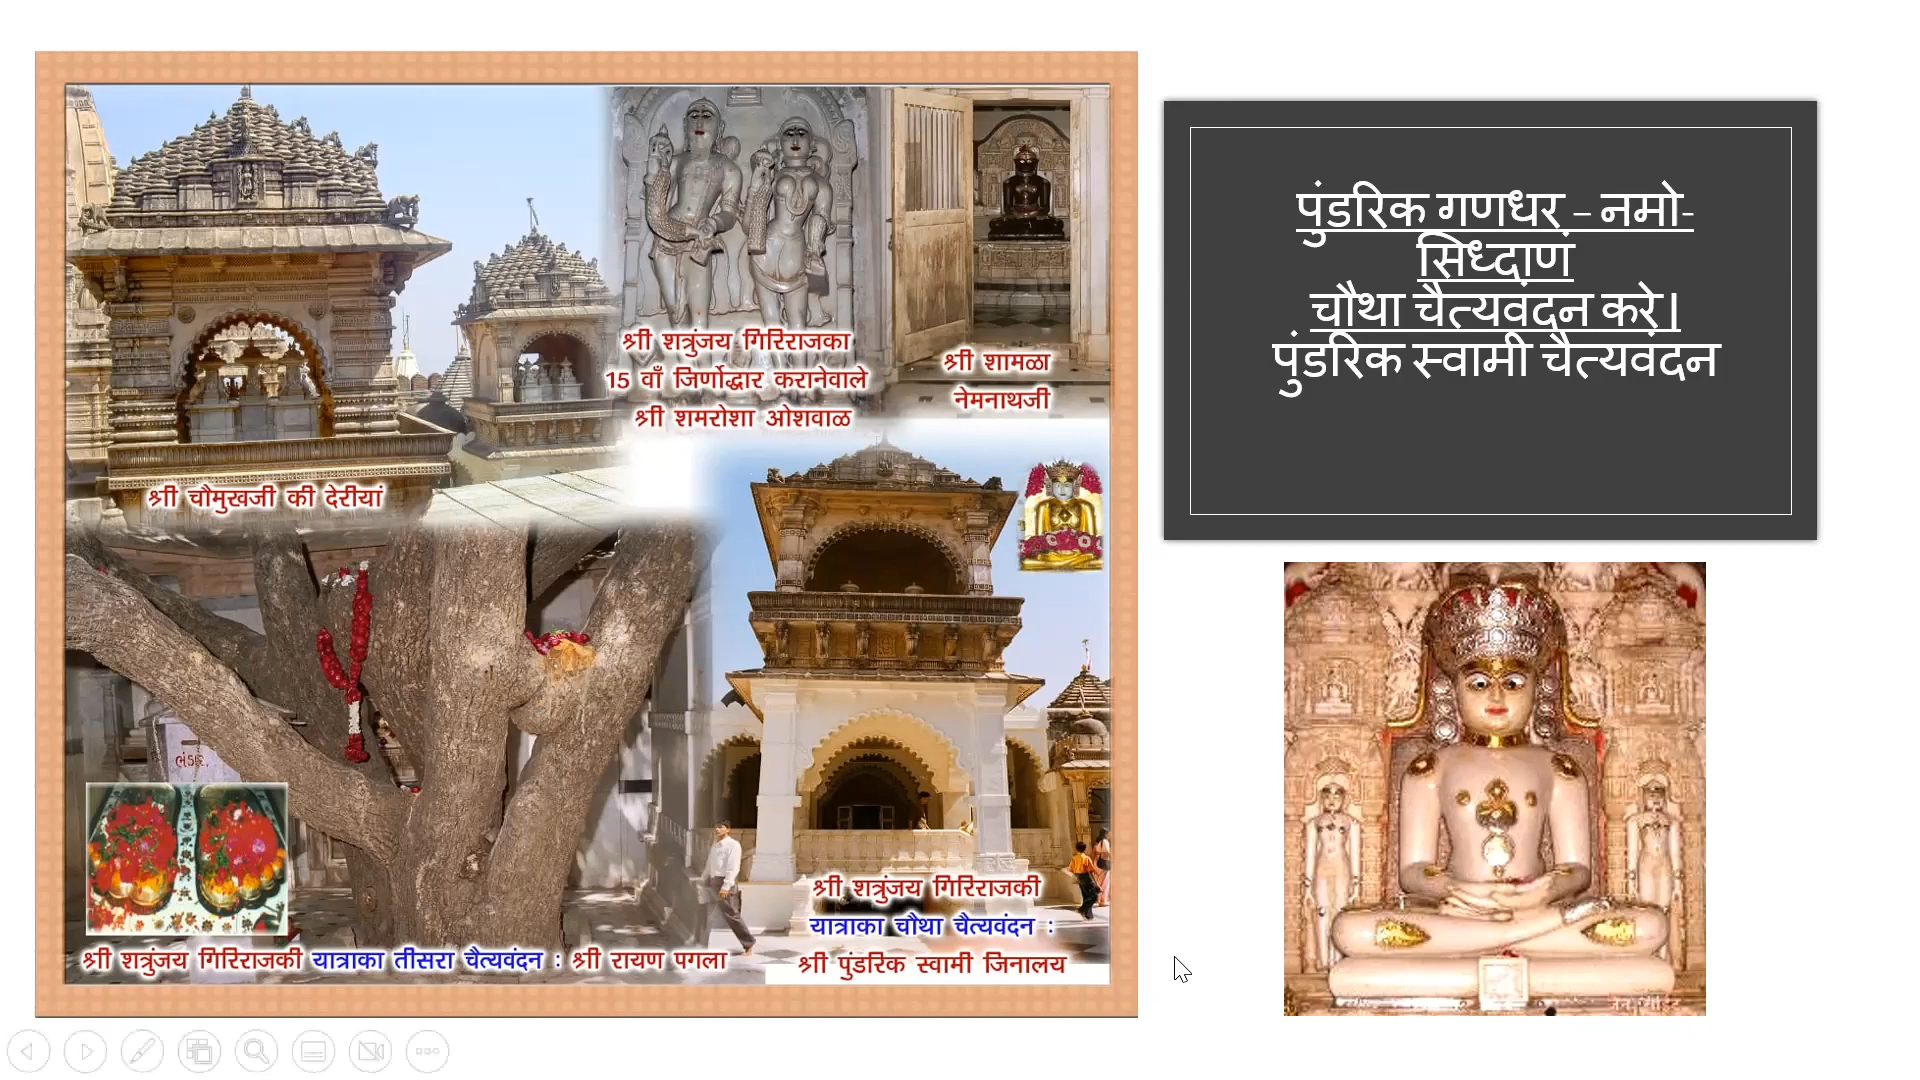 श्री शत्रुंजय गिरिराजका
15 वाँ जिर्णोद्धार करानेवाले
श्री शमरोशा ओशवाळ
श्री शामळा
नेमनाथजी
श्री चौमुखजी की देरीयां
ભંડાર.
श्री शत्रुंजय गिरिराजकी यात्राका तीसरा चैत्यवंदन : श्री रायण पगला
श्री शत्रुंजय गिरिराजकी
यात्राका चौथा चैत्यवंदन :
श्री पुंडरिक स्वामी जिनालय
पुंडरिक गणधर – नमो-
सिध्दाणं
चौथा चैत्यवंदन करे।
पुंडरिक स्वामी चैत्यवंदन